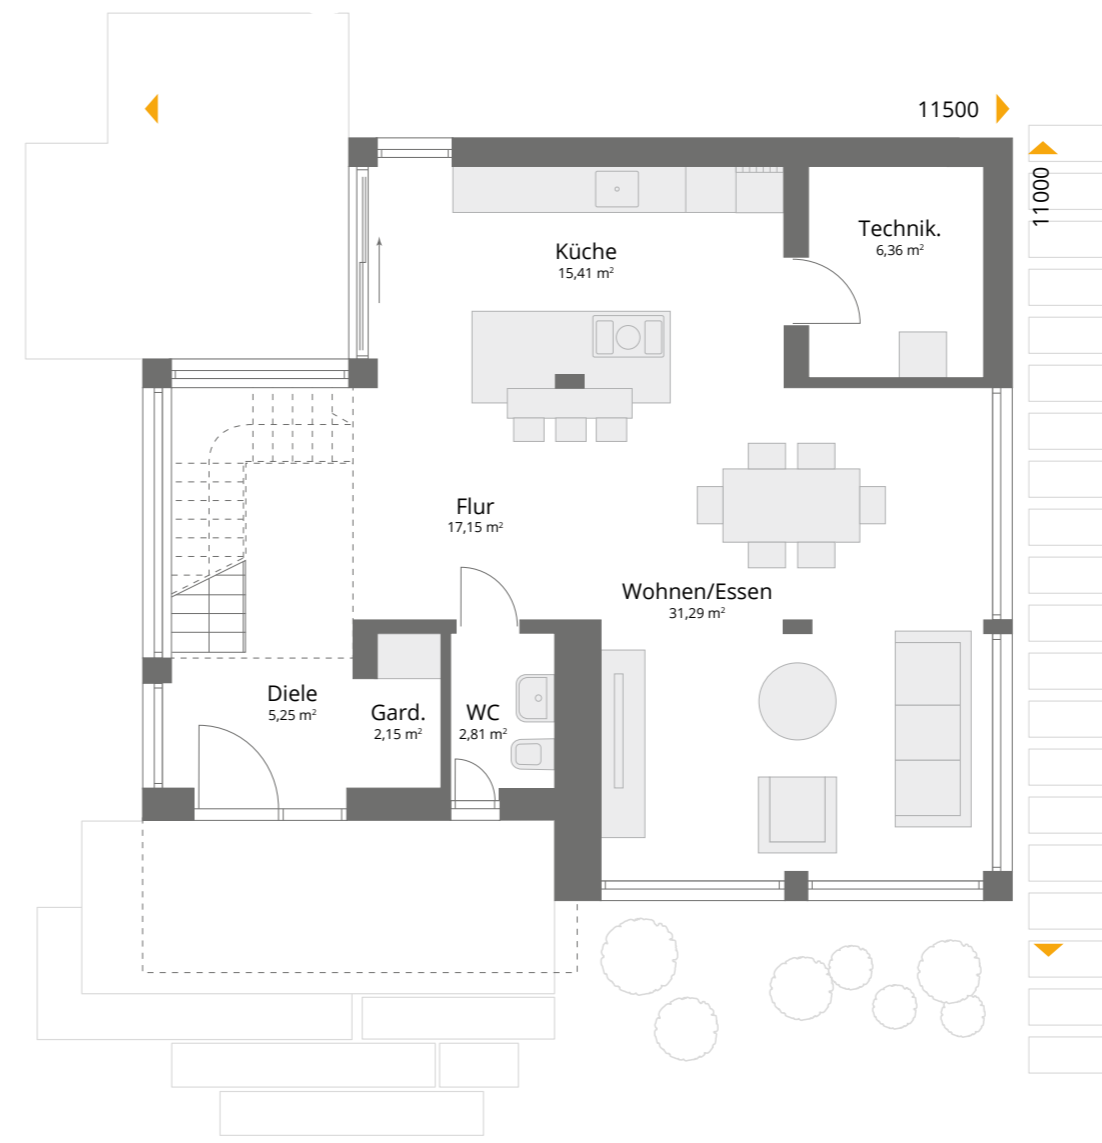 11500
11000
Technik.
6,36 m²
Küche
15,41 m²
Flur
17,15 m²
Wohnen/Essen
31,29 m²
Diele
5,25 m²
Gard.
2,15 m²
WC
2,81 m²